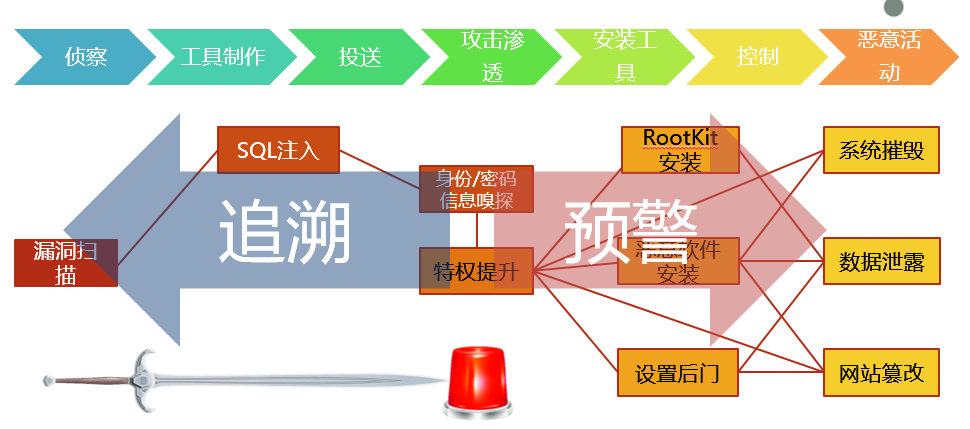 侦察
工具制作
投送
攻击渗
透
安装工
具
控制
恶意活
动
SQL注入
RootKit
安装
系统摧毁
身份/密码
信息嗅探
追溯
预警
漏洞扫
描
特权提升
恶意软件
安装
数据泄露
设置后门
网站篡改